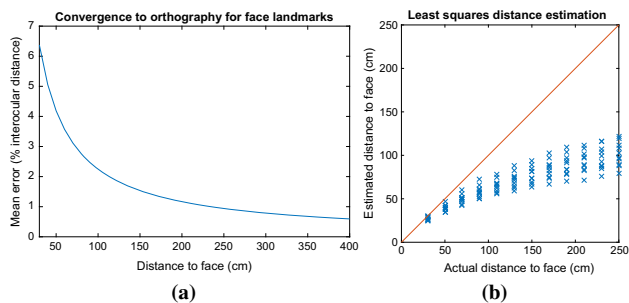 Convergence to orthography for face landmarks
Mean error (% interocular distance)
7
6
5
4
3
2
1
0
50 100 150 200 250 300 350 400
Distance to face (cm)
(a)
Least squares distance estimation
Estimated distance to face (cm)
250
200
150
100
50
0
0 50 100 150 200 250
Actual distance to face (cm)
(b)